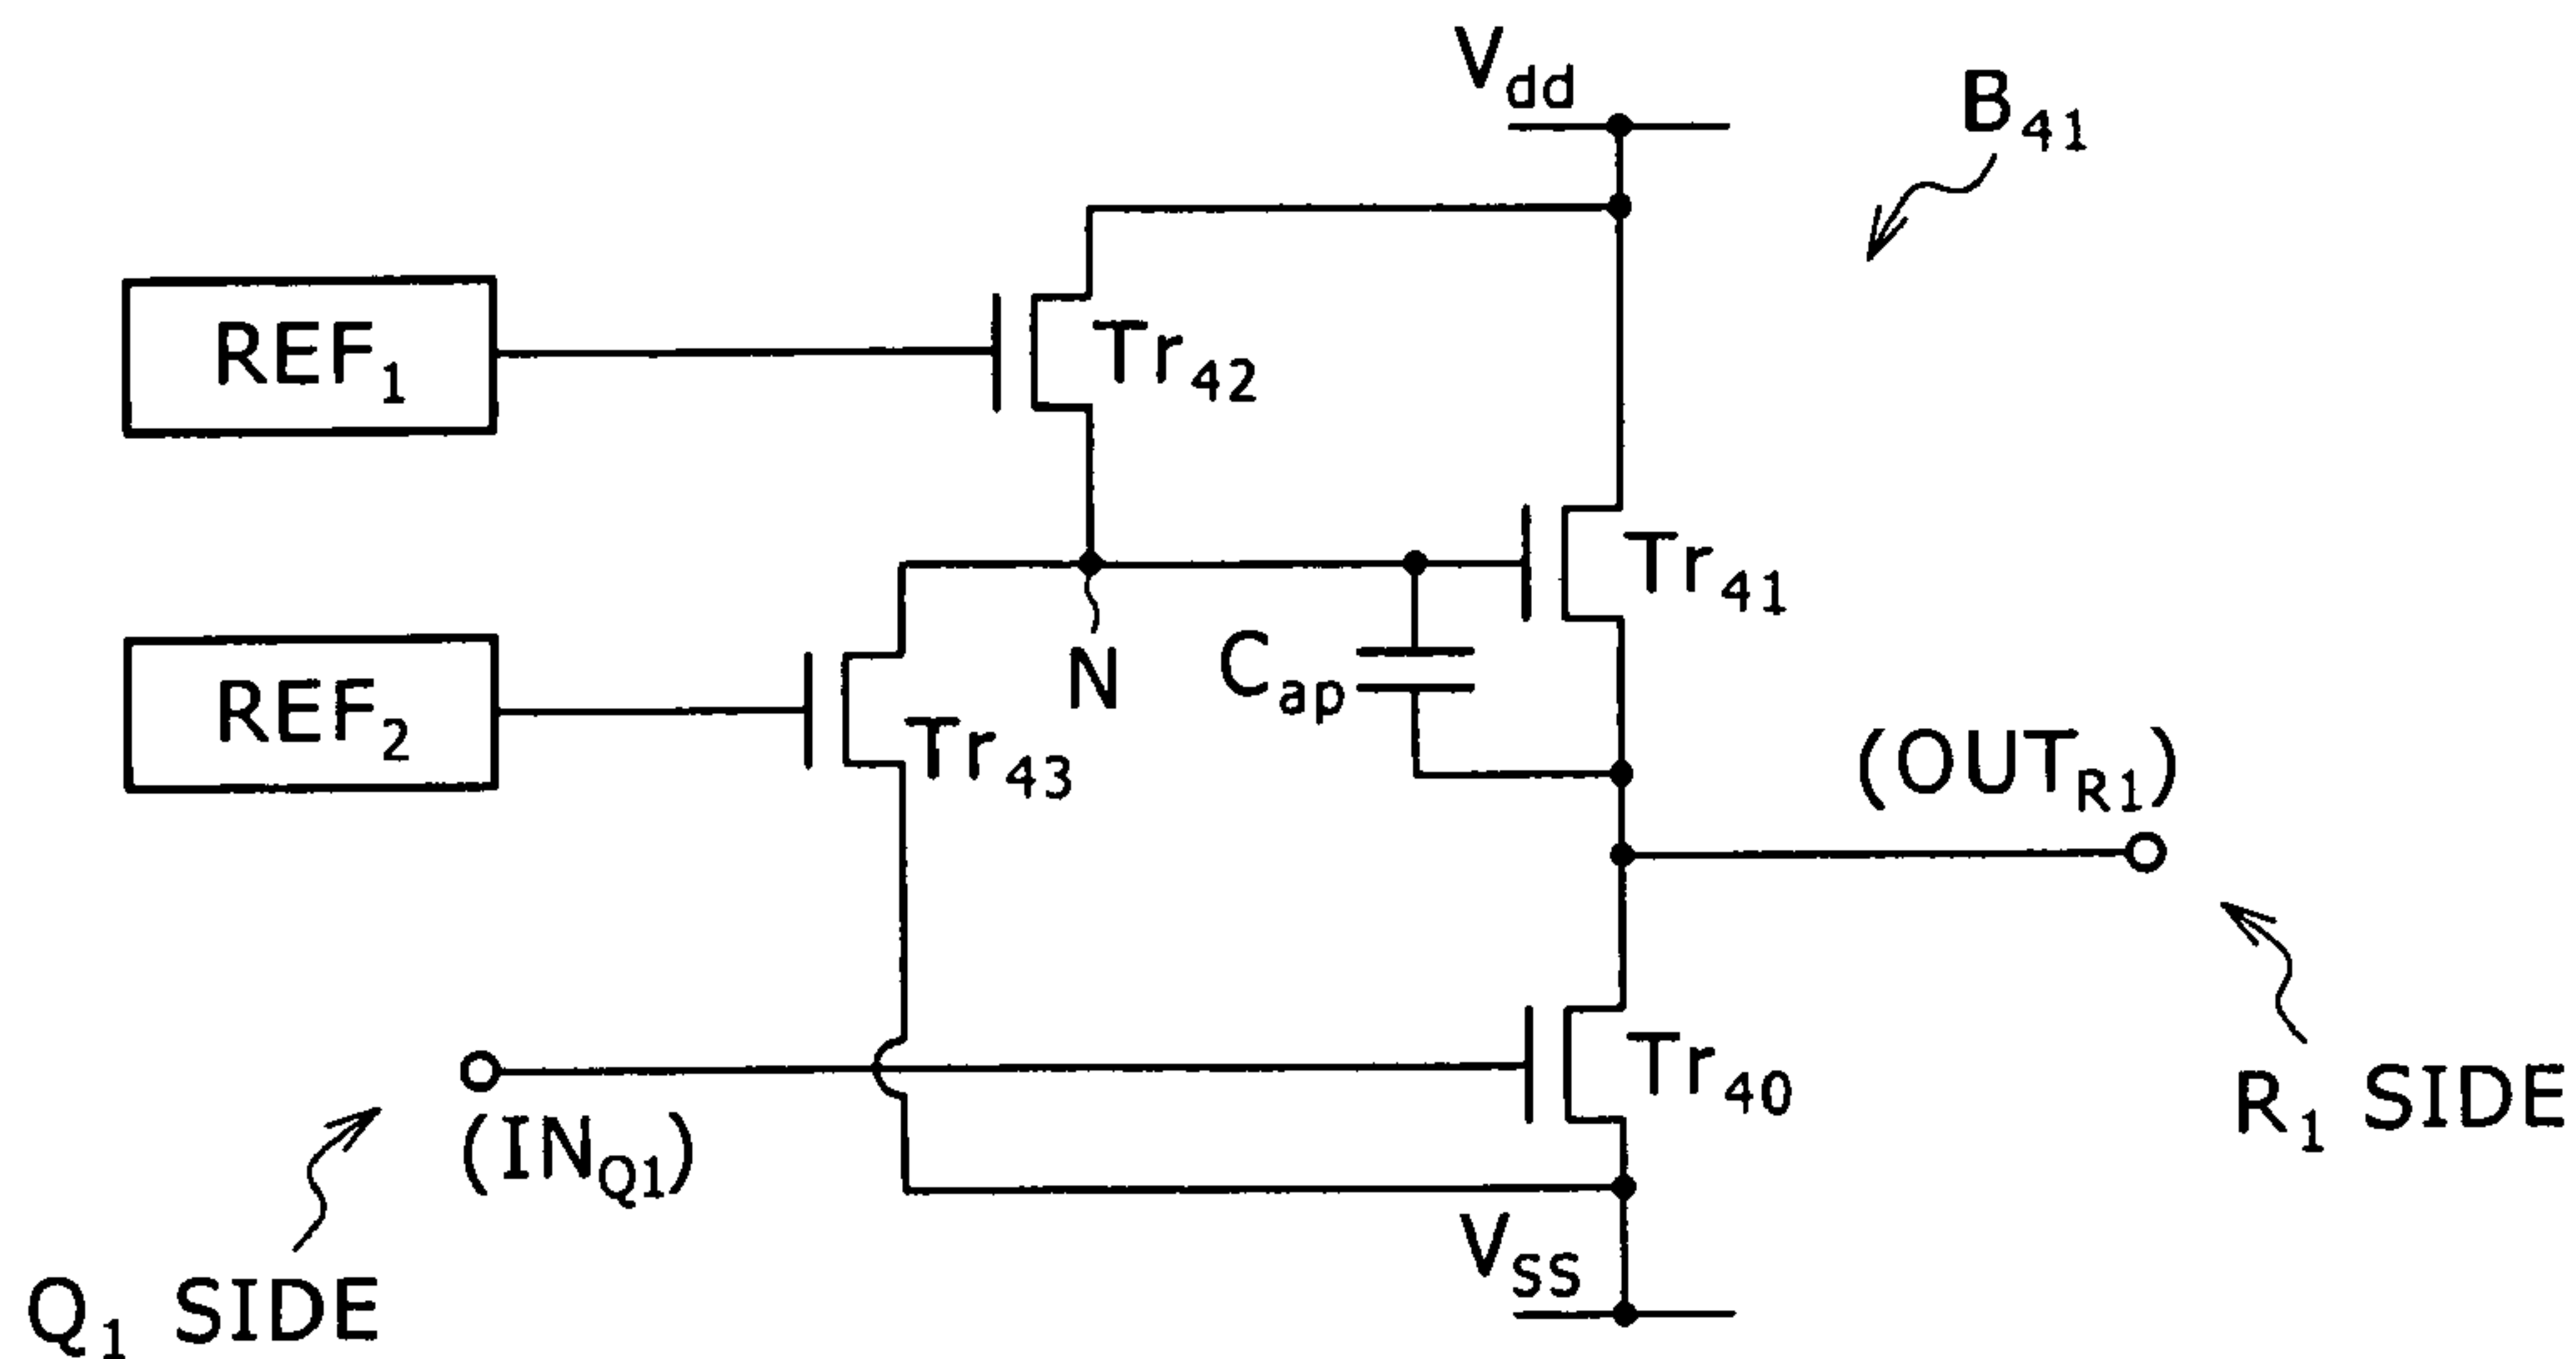 Vdd
B41
REF1
Tr42
Tr41
N
Cap
REF2
Tr43
(OUTR1)
Tr40
(INQ1)
R1 SIDE
VSS
Q1 SIDE